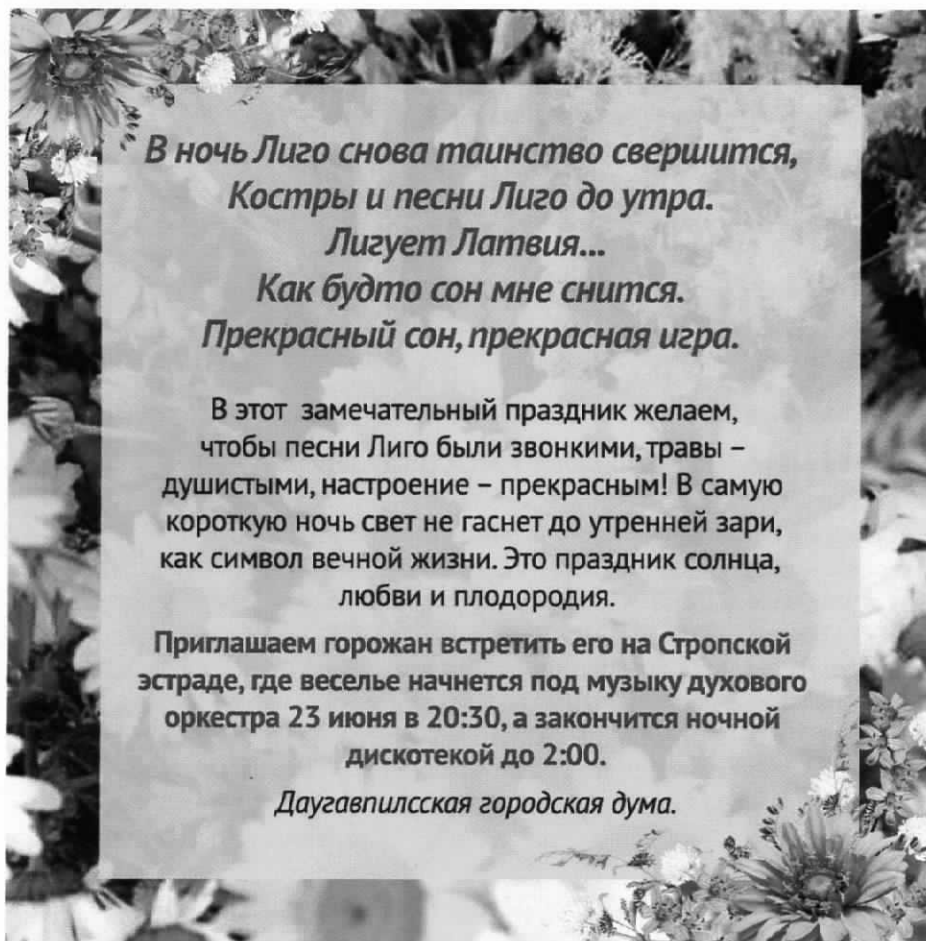 В ночь Лиго снова таинство свершится,
Костры и песни Лиго до утра.
Лигует Латвия...
Как будто сон мне снится.
Прекрасный сон, прекрасная игра.
В этот замечательный праздник желаем,
чтобы песни Лиго были звонкими, травы –
душистыми, настроение – прекрасным! В самую
короткую ночь свет не гаснет до утренней зари,
как символ вечной жизни. Это праздник солнца,
любви и плодородия.
Приглашаем горожан встретить его на Стропской
эстраде, где веселье начнется под музыку духового
оркестра 23 июня в 20:30, а закончится ночной
дискотекой до 2:00.
Даугавпилсская городская дума.